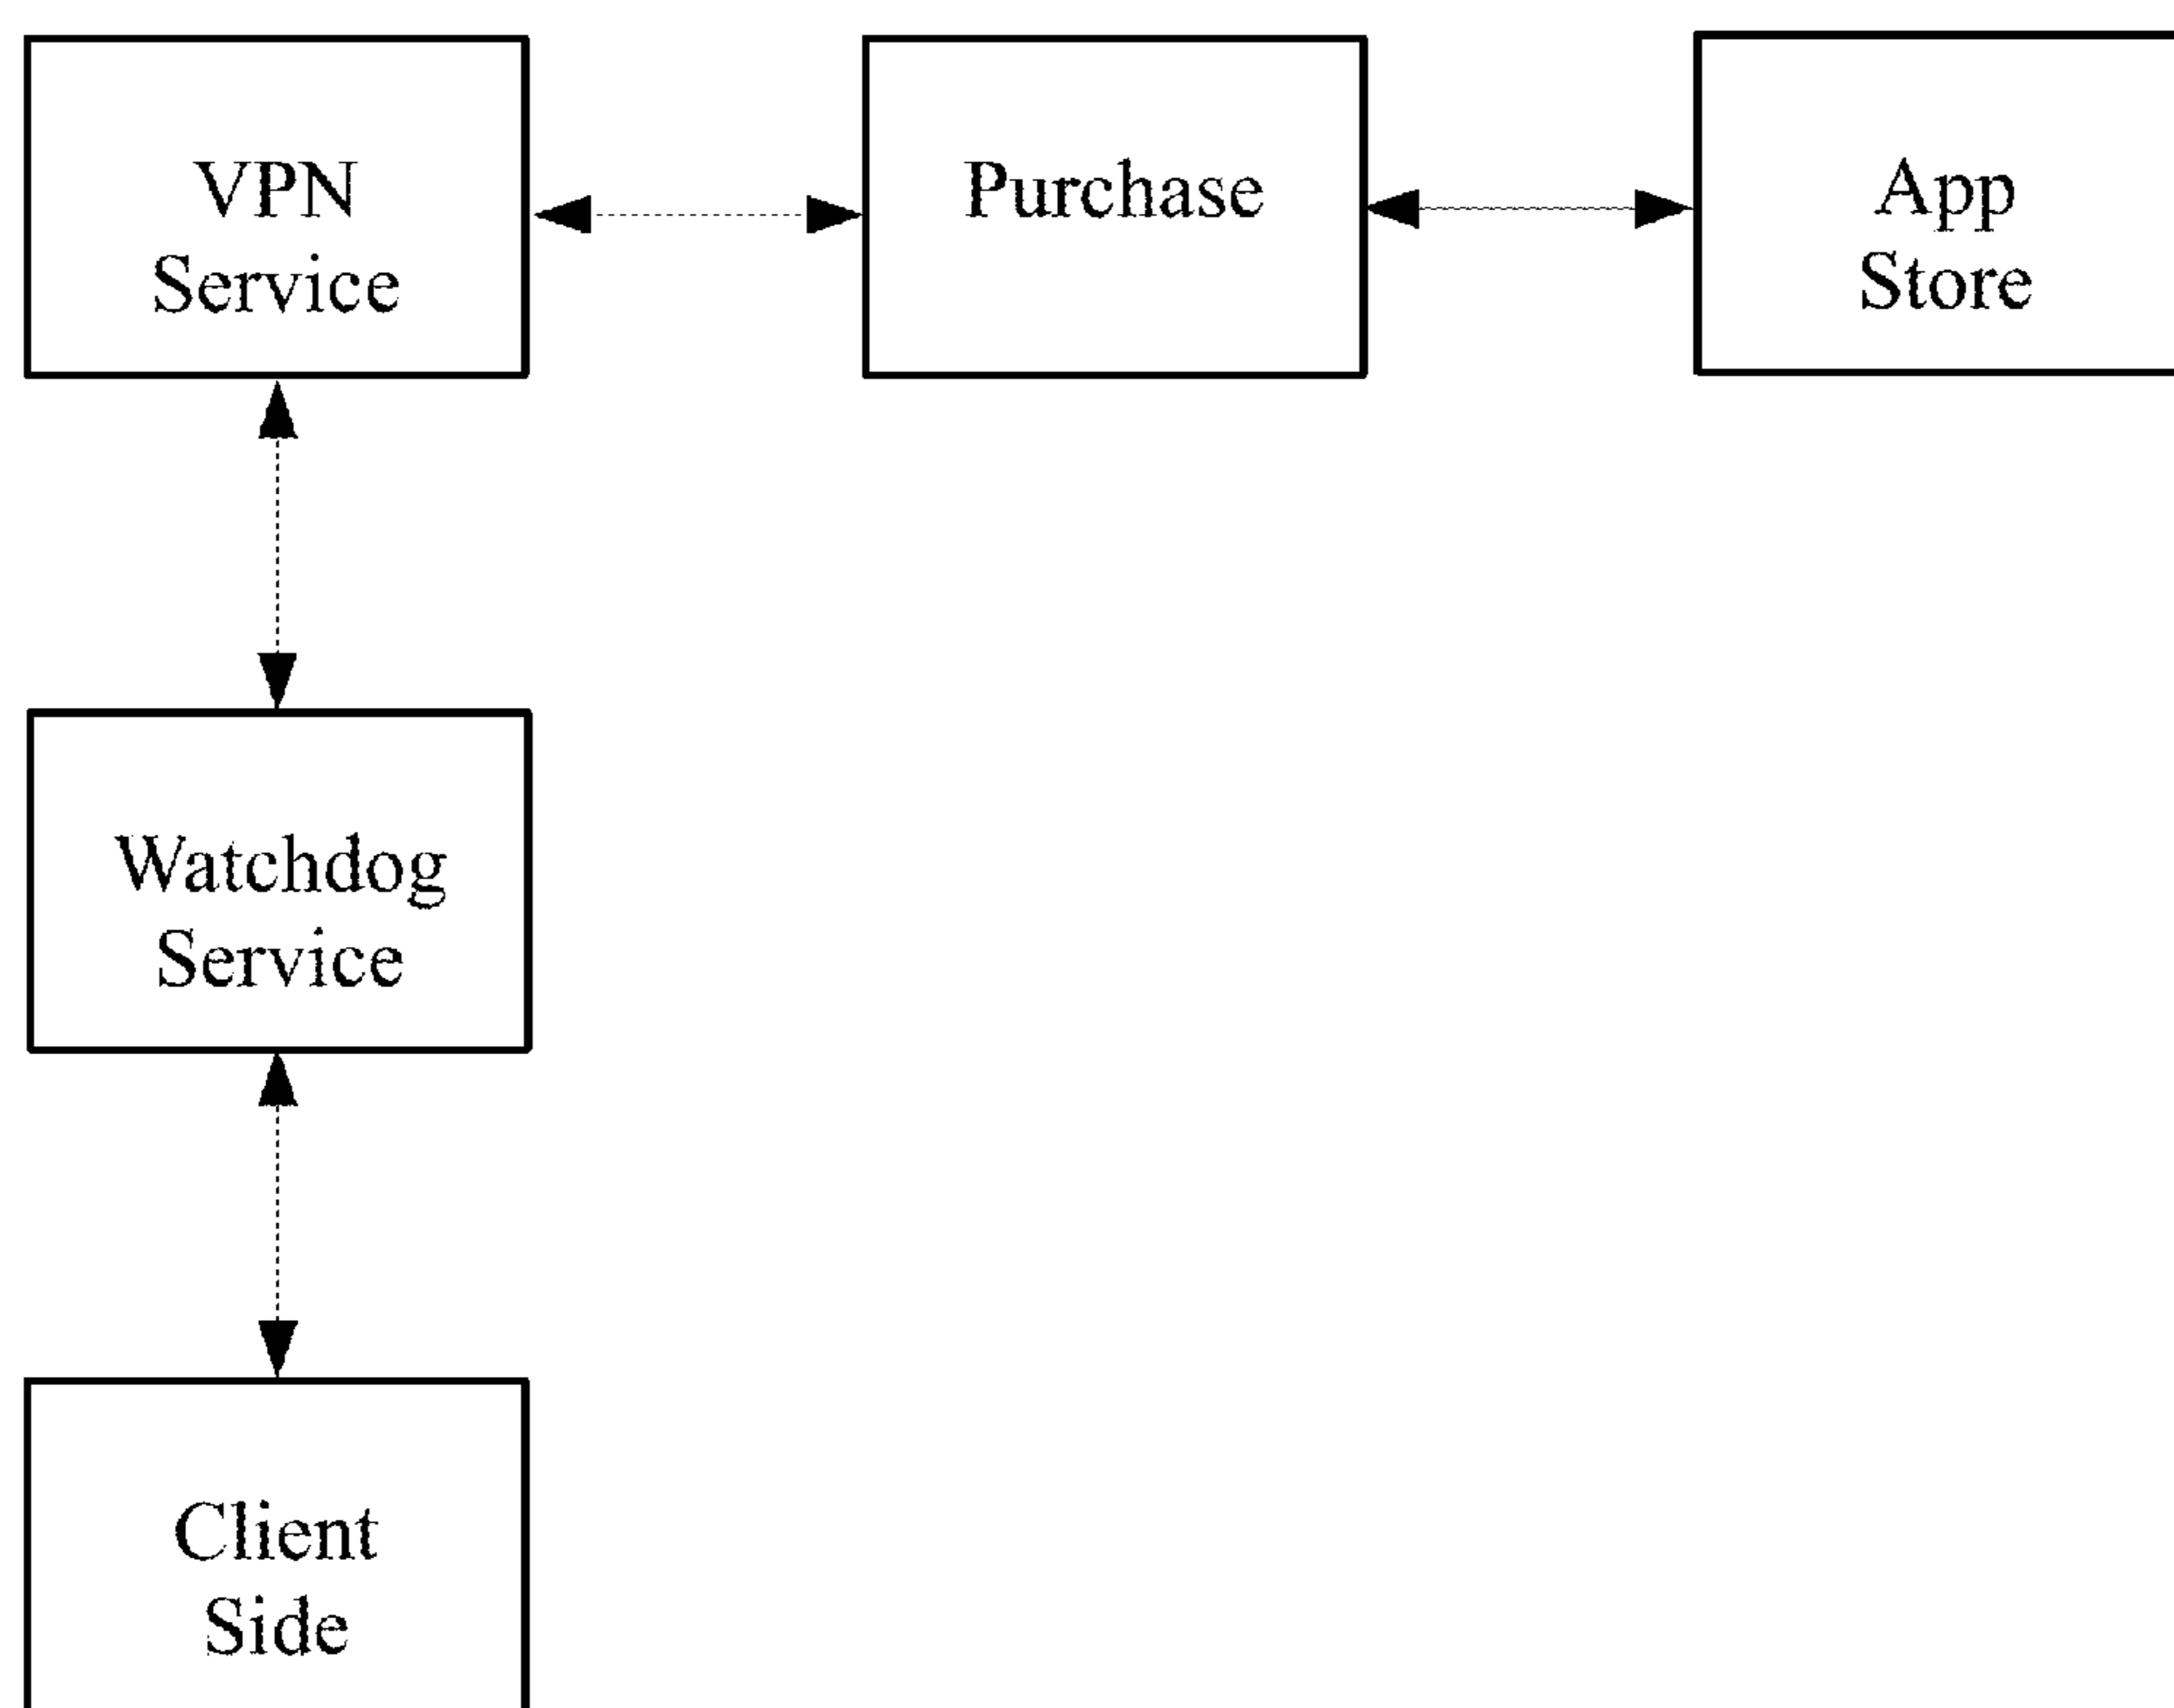 VPN
Service
Purchase
App
Store
Watchdog
Service
Client
Side